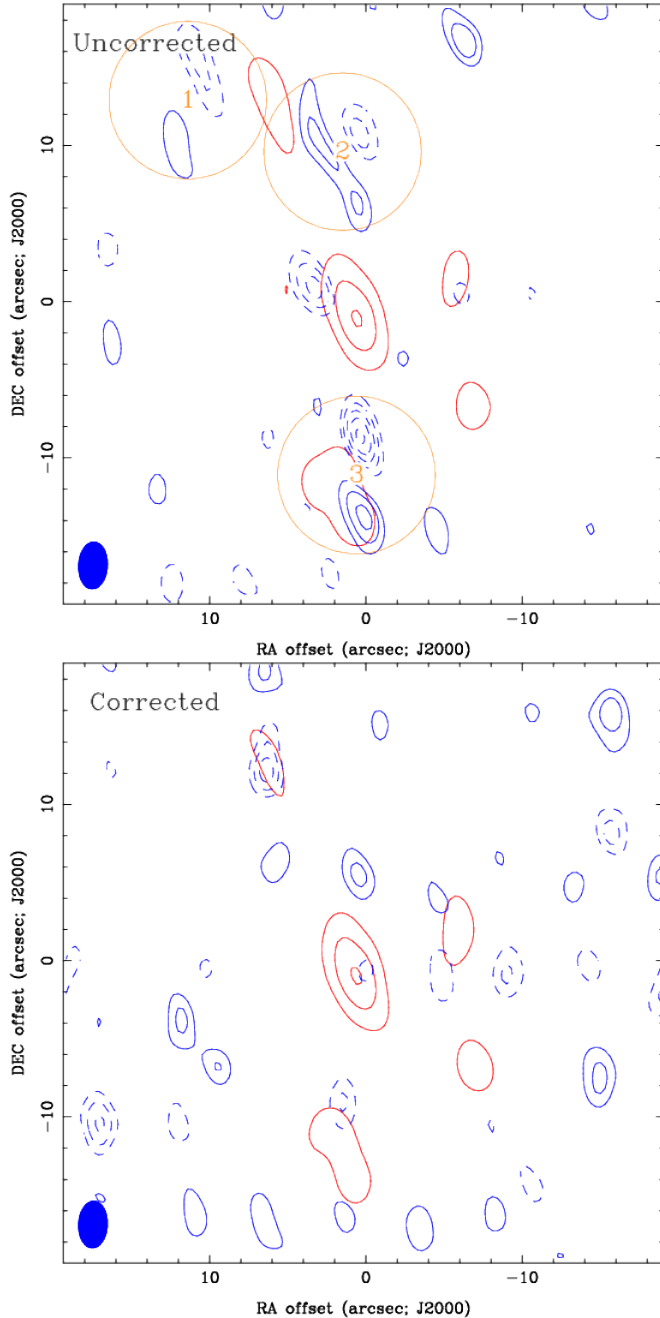 Uncorrected
1
2
3
10
0
−10
DEC offset (arcsec; J2000)
10
0
−10
RA offset (arcsec; J2000)
Corrected
10
0
−10
DEC offset (arcsec; J2000)
10
0
−10
RA offset (arcsec; J2000)